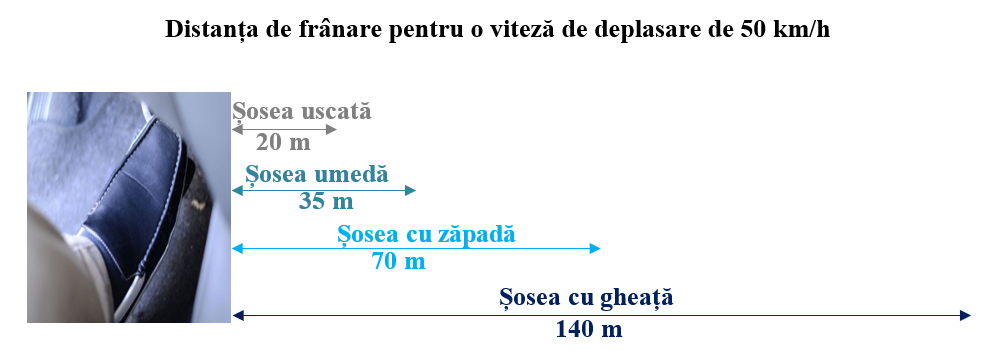 Distanța de frânare pentru o viteză de deplasare de 50 km/h
Șosea uscată
20 m
Șosea umedă
35 m
Șosea cu zăpadă
70 m
Șosea cu gheață
140 m